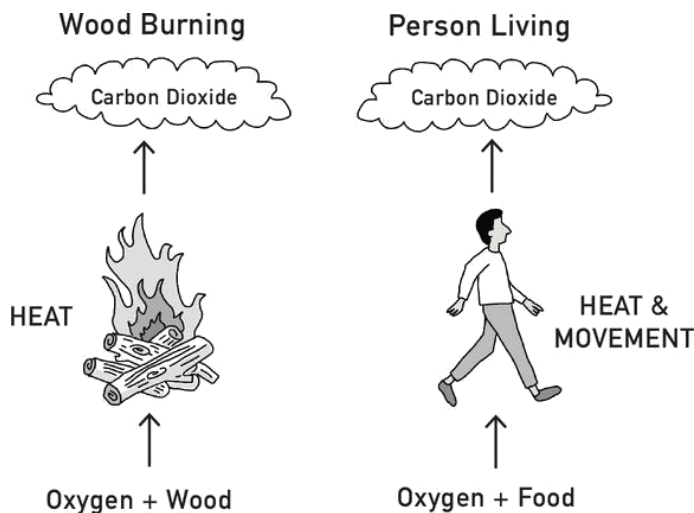 Wood Burning
Carbon Dioxide
HEAT
Oxygen + Wood
Person Living
Carbon Dioxide
HEAT &
MOVEMENT
Oxygen + Food